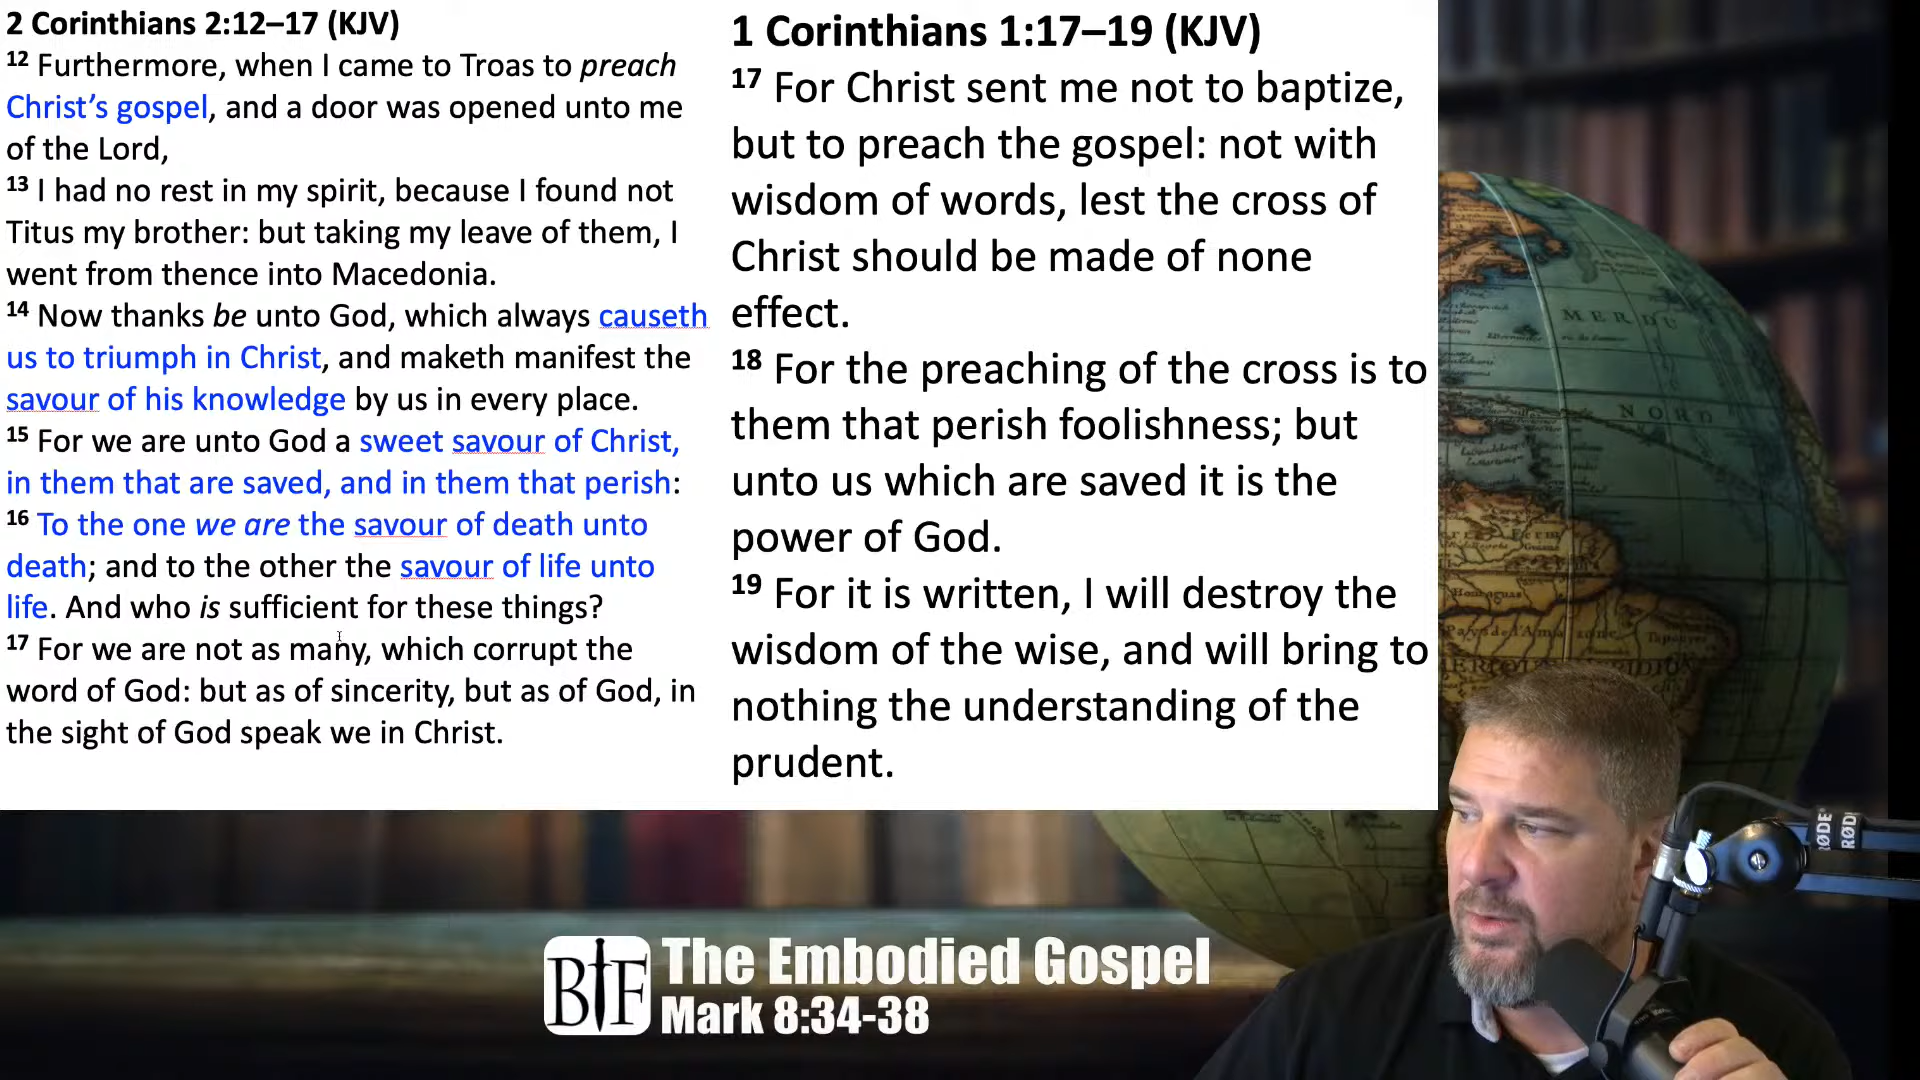 2 Corinthians 2:12–17 (KJV)
12 Furthermore, when I came to Troas to preach
Christ’s gospel, and a door was opened unto me
of the Lord,
13 I had no rest in my spirit, because I found not
Titus my brother: but taking my leave of them, I
went from thence into Macedonia.
14 Now thanks be unto God, which always causeth
us to triumph in Christ, and maketh manifest the
savour of his knowledge by us in every place.
15 For we are unto God a sweet savour of Christ,
in them that are saved, and in them that perish:
16 To the one we are the savour of death unto
death; and to the other the savour of life unto
life. And who is sufficient for these things?
17 For we are not as many, which corrupt the
word of God: but as of sincerity, but as of God, in
the sight of God speak we in Christ.
1 Corinthians 1:17–19 (KJV)
17 For Christ sent me not to baptize,
but to preach the gospel: not with
wisdom of words, lest the cross of
Christ should be made of none
effect.
18 For the preaching of the cross is to
them that perish foolishness; but
unto us which are saved it is the
power of God.
19 For it is written, I will destroy the
wisdom of the wise, and will bring to
nothing the understanding of the
prudent.
MERDU
NORD
RØDE
RØDE
BTF
The Embodied Gospel
Mark 8:34-38